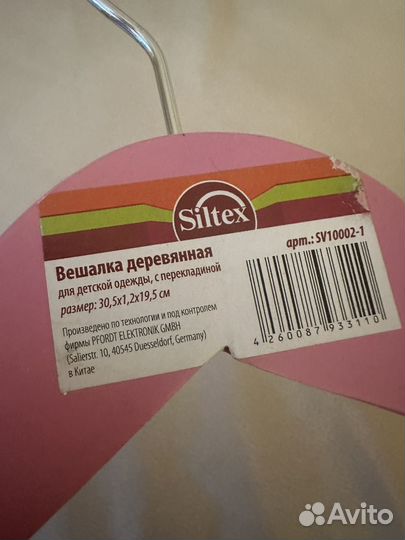 Siltex
Вешалка деревянная
для детской одежды, с перекладиной
размер: 30,5х1,2х19,5 см
Произведено по технологии и под контролем
фирмы PFORDT ELEKTRONIK GMBH
(Salierstr. 10, 40545 Duesseldorf, Germany)
в Китае
арт.: SV10002-1
4 260087 933110
Avito